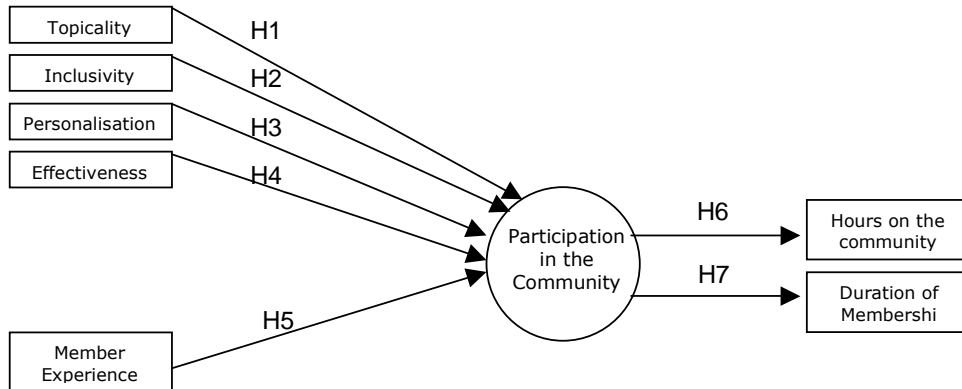 Topicality
H1
Inclusivity
H2
Personalisation
H3
Effectiveness
H4
Participation
in the
Community
H6
Hours on the
community
H7
Duration of
Membershi
H5
Member
Experience